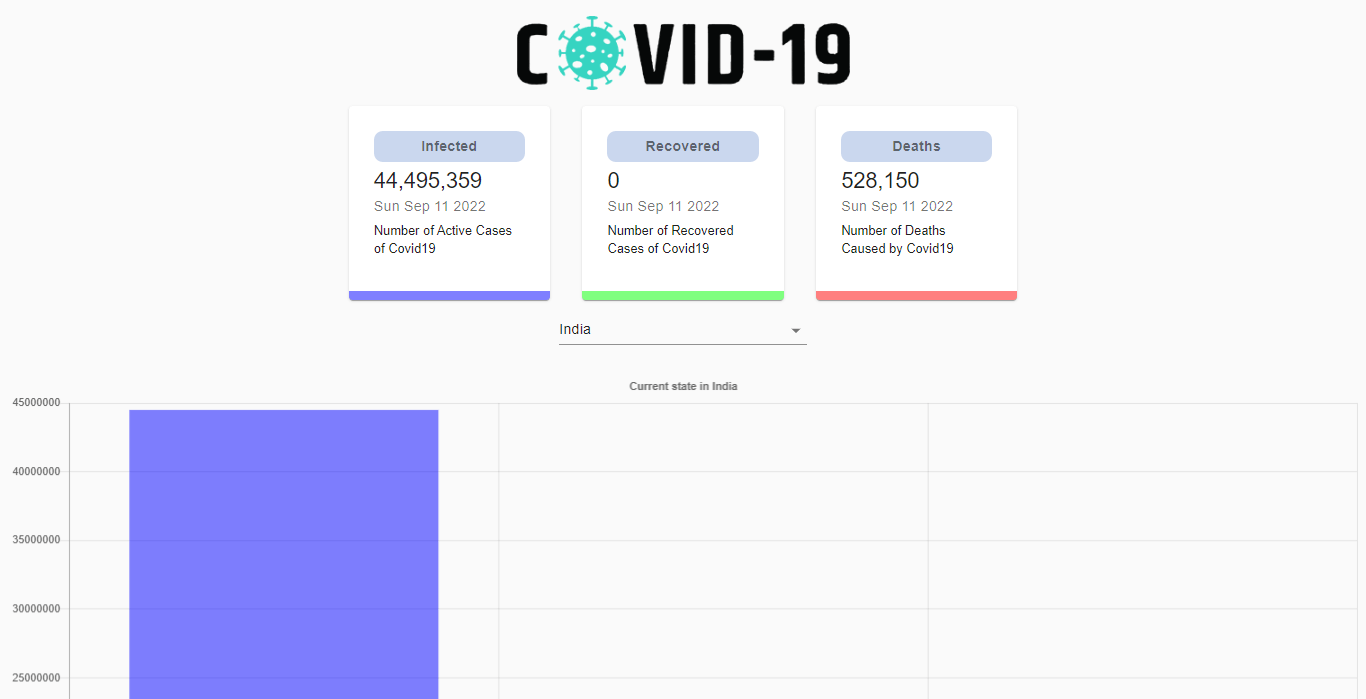 COVID-19
Infected
44,495,359
Sun Sep 11 2022
Number of Active Cases
of Covid19
Recovered
0
Sun Sep 11 2022
Number of Recovered
Cases of Covid19
Deaths
528,150
Sun Sep 11 2022
Number of Deaths
Caused by Covid19
India
Current state in India
45000000
40000000
35000000
30000000
25000000